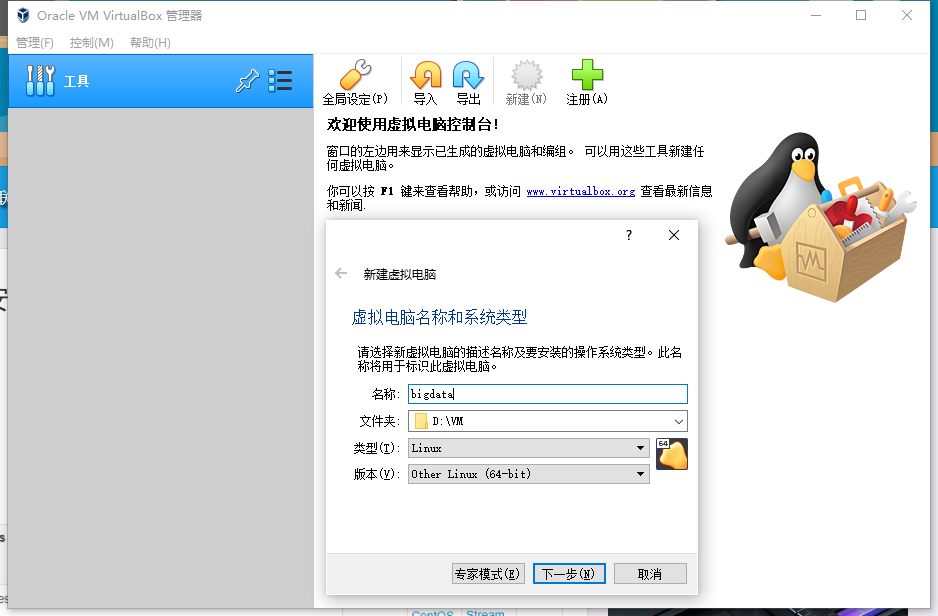 Oracle VM VirtualBox 管理器
管理(F) 控制(M) 帮助(H)
工具
全局设定(P) 导入 导出 新建(N) 注册(A)
欢迎使用虚拟电脑控制台!
窗口的左边用来显示已生成的虚拟电脑和编组。 可以用这些工具新建任
何虚拟电脑。
你可以按 F1 键来查看帮助，或访问 www.virtualbox.org 查看最新信息
和新闻.
?
新建虚拟电脑
虚拟电脑名称和系统类型
请选择新虚拟电脑的描述名称及要安装的操作系统类型。此名
称将用于标识此虚拟电脑。
名称: bigdata
文件夹: D:\VM
类型(T): Linux
64
版本(V): Other Linux (64-bit)
专家模式(E) 下一步(N) 取消
CentOS Stream